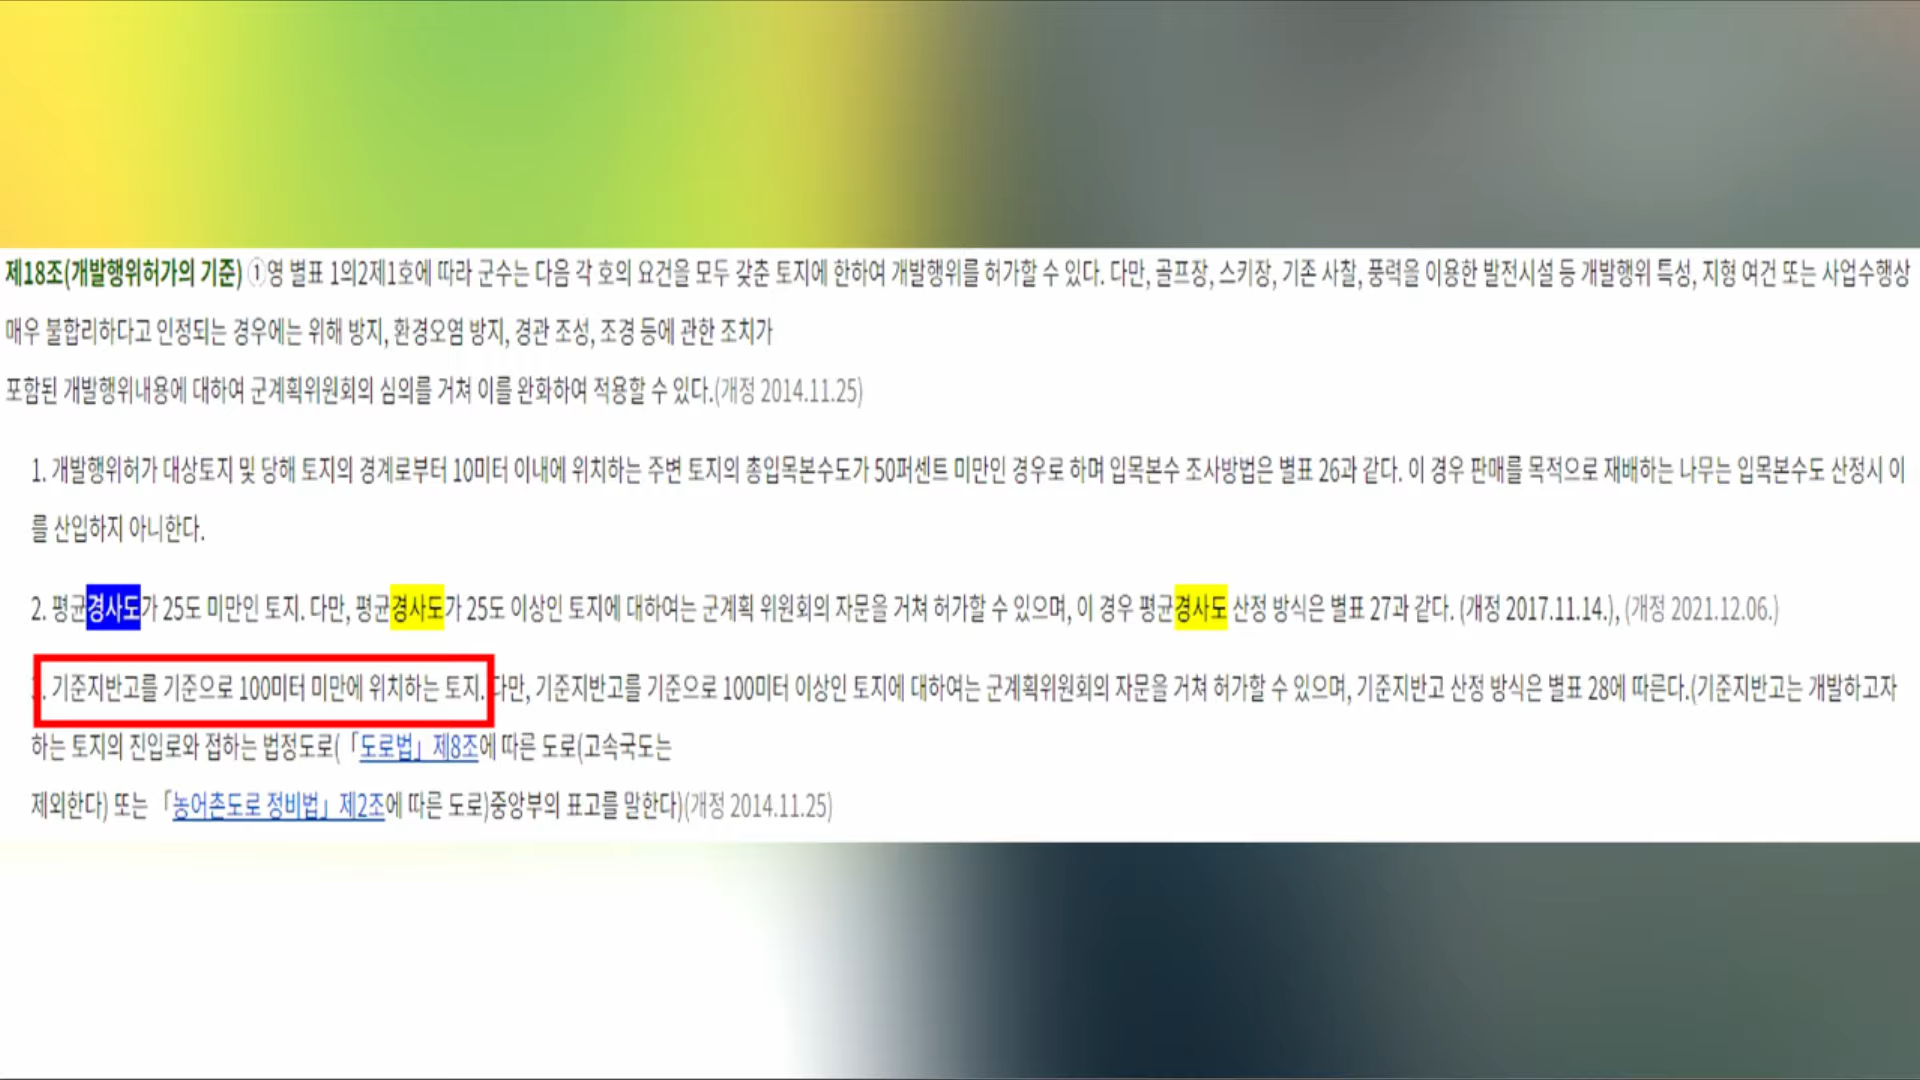 제18조(개발행위허가의 기준) ①영 별표 1의2제1호에 따라 군수는 다음 각 호의 요건을 모두 갖춘 토지에 한하여 개발행위를 허가할 수 있다. 다만, 골프장, 스키장, 기존 사찰, 풍력을 이용한 발전시설 등 개발행위 특성, 지형 여건 또는 사업수행상
매우 불합리하다고 인정되는 경우에는 위해 방지, 환경오염 방지, 경관 조성, 조경 등에 관한 조치가
포함된 개발행위내용에 대하여 군계획위원회의 심의를 거쳐 이를 완화하여 적용할 수 있다.(개정 2014.11.25)
1. 개발행위허가 대상토지 및 당해 토지의 경계로부터 10미터 이내에 위치하는 주변 토지의 총입목본수도가 50퍼센트 미만인 경우로 하며 입목본수 조사방법은 별표 26과 같다. 이 경우 판매를 목적으로 재배하는 나무는 입목본수도 산정시 이
를 산입하지 아니한다.
2. 평균경사도가 25도 미만인 토지. 다만, 평균경사도가 25도 이상인 토지에 대하여는 군계획 위원회의 자문을 거쳐 허가할 수 있으며, 이 경우 평균경사도 산정 방식은 별표 27과 같다. (개정 2017.11.14.), (개정 2021.12.06.)
3. 기준지반고를 기준으로 100미터 미만에 위치하는 토지. 다만, 기준지반고를 기준으로 100미터 이상인 토지에 대하여는 군계획위원회의 자문을 거쳐 허가할 수 있으며, 기준지반고 산정 방식은 별표 28에 따른다.(기준지반고는 개발하고자
하는 토지의 진입로와 접하는 법정도로(「도로법」제8조에 따른 도로(고속국도는
제외한다) 또는 「농어촌도로 정비법」제2조에 따른 도로)중앙부의 표고를 말한다)(개정 2014.11.25)